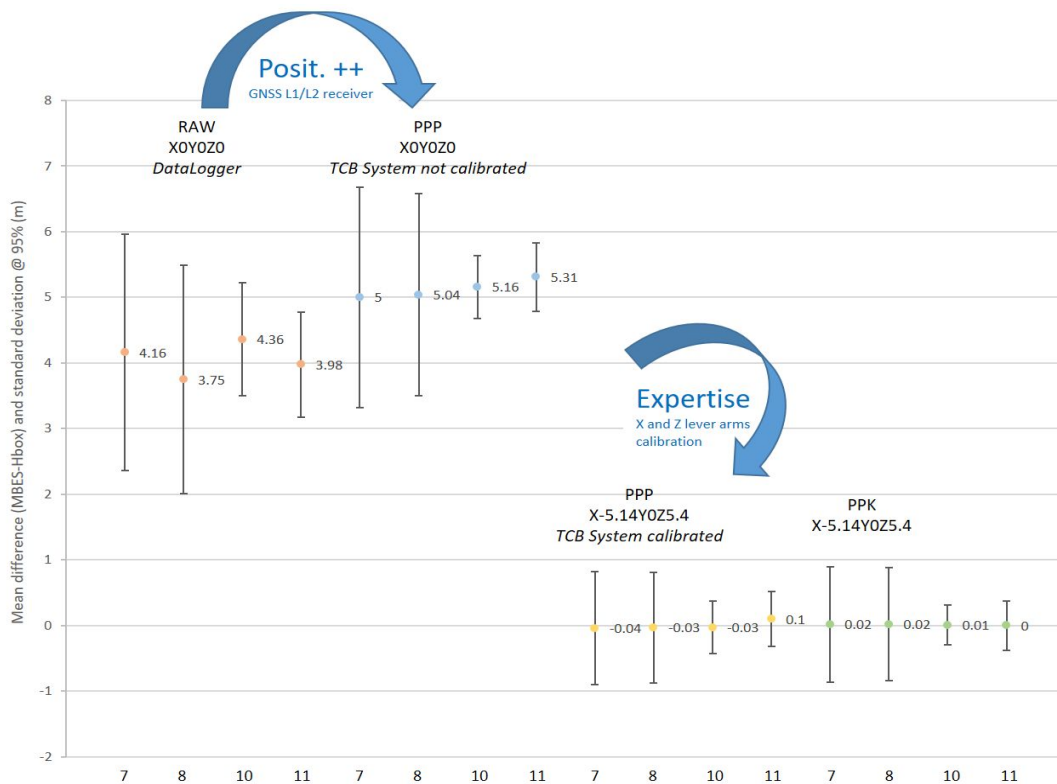 Posit. ++
GNSS L1/L2 receiver
8
RAW
X0Y0Z0
DataLogger
PPP
X0Y0Z0
TCB System not calibrated
7
6
5
4
3
2
1
0
-1
-2
Mean difference (MBES-Hbox) and standard deviation @ 95% (m)
4.16
3.75
4.36
3.98
5
5.04
5.16
5.31
Expertise
X and Z lever arms
calibration
PPP
X-5.14Y0Z5.4
TCB System calibrated
PPK
X-5.14Y0Z5.4
-0.04
-0.03
-0.03
0.1
0.02
0.02
0.01
0
7 8 10 11 7 8 10 11 7 8 10 11 7 8 10 11